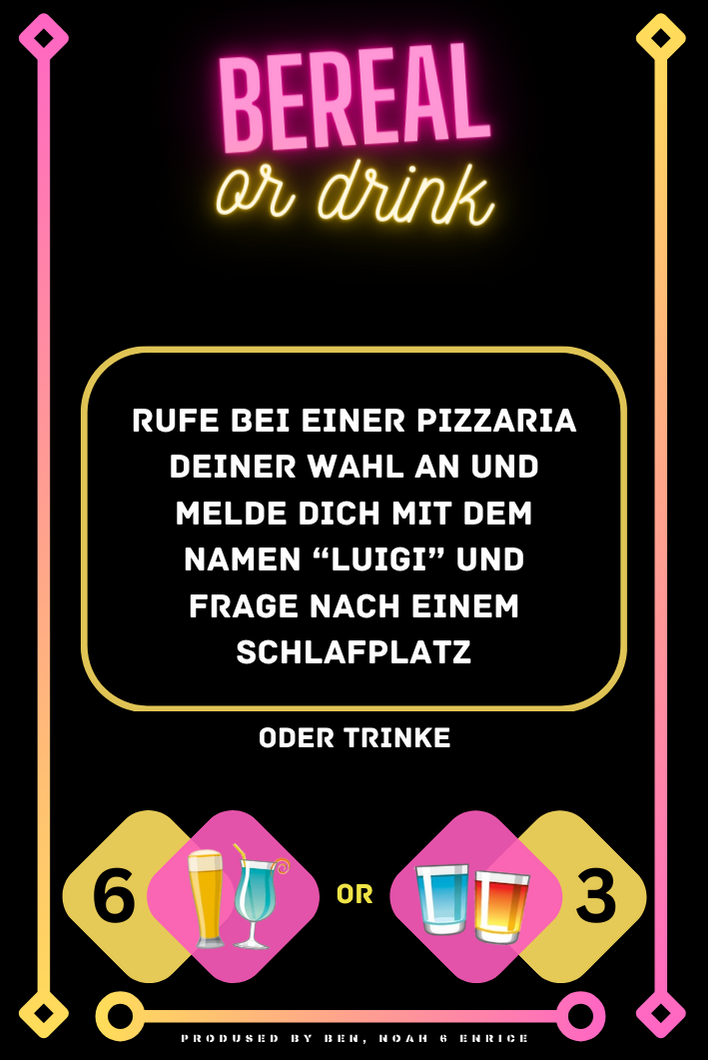 BEREAL
or drink
RUFE BEI EINER PIZZARIA
DEINER WAHL AN UND
MELDE DICH MIT DEM
NAMEN “LUIGI” UND
FRAGE NACH EINEM
SCHLAFPLATZ
ODER TRINKE
6 OR 3
PRODUSED BY BEN, NOAH & ENRICE